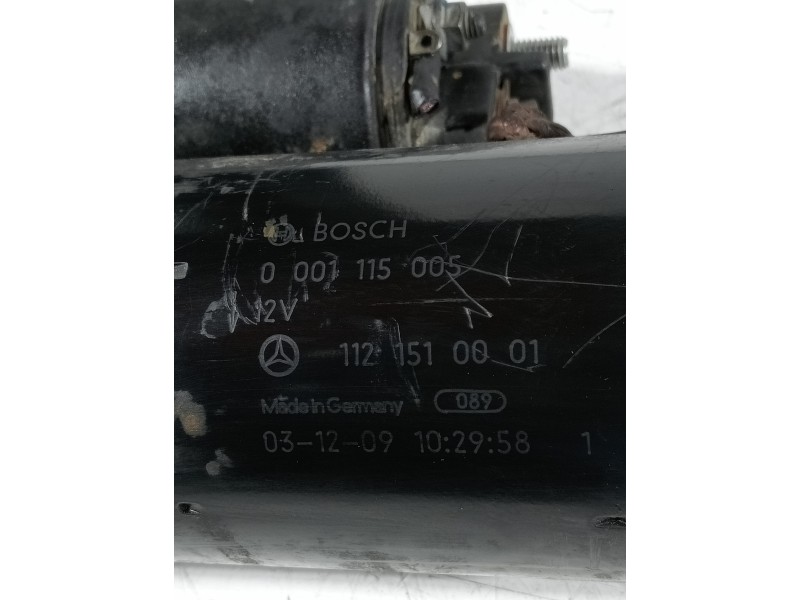 BOSCH
0 001 115 005
12V
112 151 00 01
Made in Germany 089
03-12-09 10:29:58 1